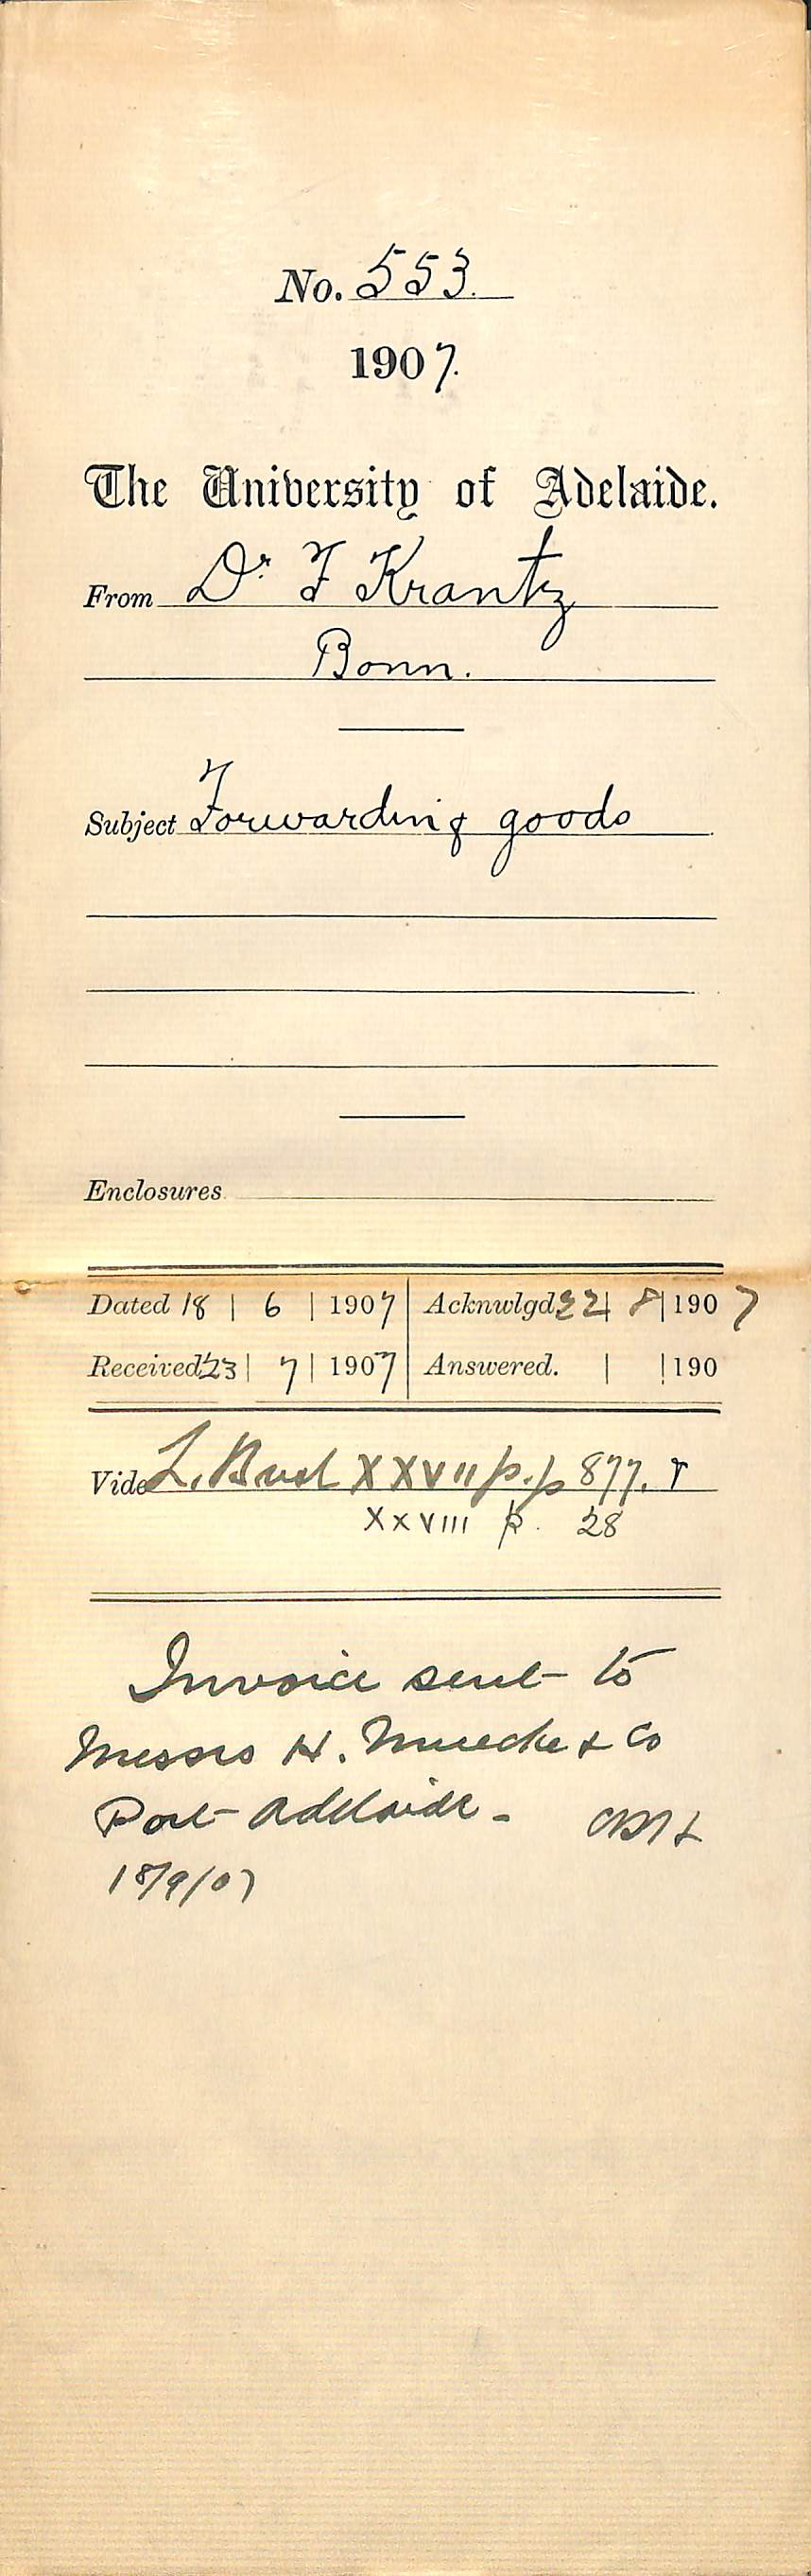 No. 553.
1907.
The University of Adelaide.
From Dr. F Krantz
Bonn.
Subject Forwarding goods
Enclosures
Dated 18 | 6 | 1907 Acknwlgd. 22 | 8 | 1907
Received 23 | 7 | 1907 Answered. | | 190
Vide L. Book XXVII p.p 877. &
XXVIII p. 28
Invoice sent to
Messrs H. Muecke & Co
Port Adelaide -
18/9/07